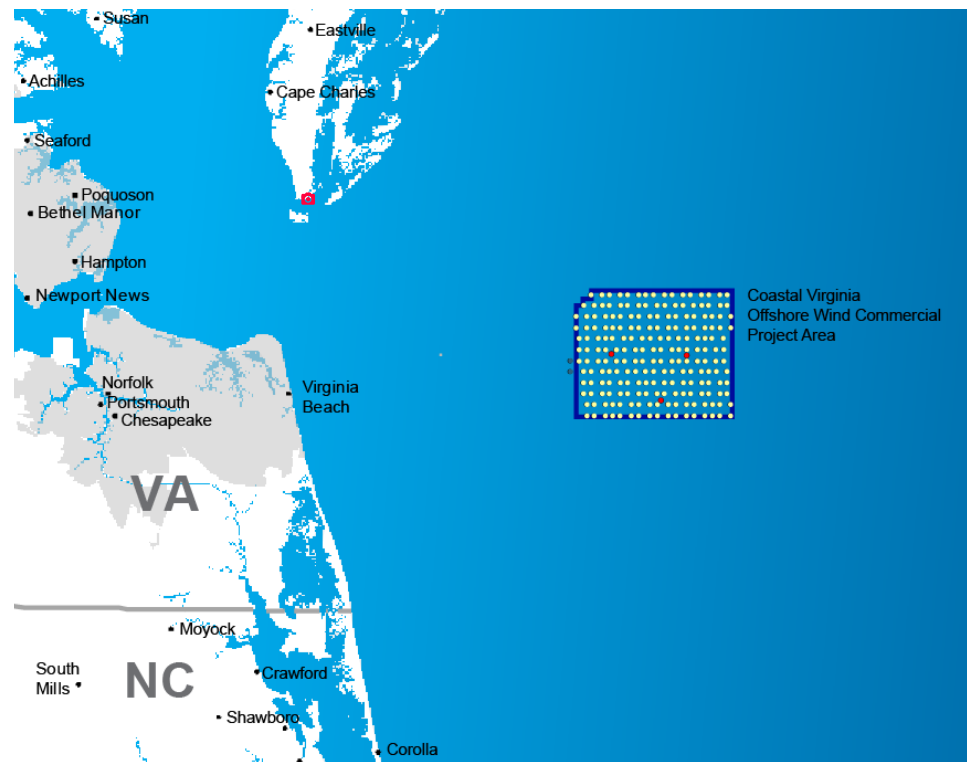 Susan
Eastville
Achilles
Cape Charles
Seaford
Poquoson
Bethel Manor
Hampton
Newport News
Coastal Virginia
Offshore Wind Commercial
Project Area
Norfolk
Portsmouth
Chesapeake
Virginia
Beach
VA
Moyock
South
Mills
NC
Crawford
Shawboro
Corolla